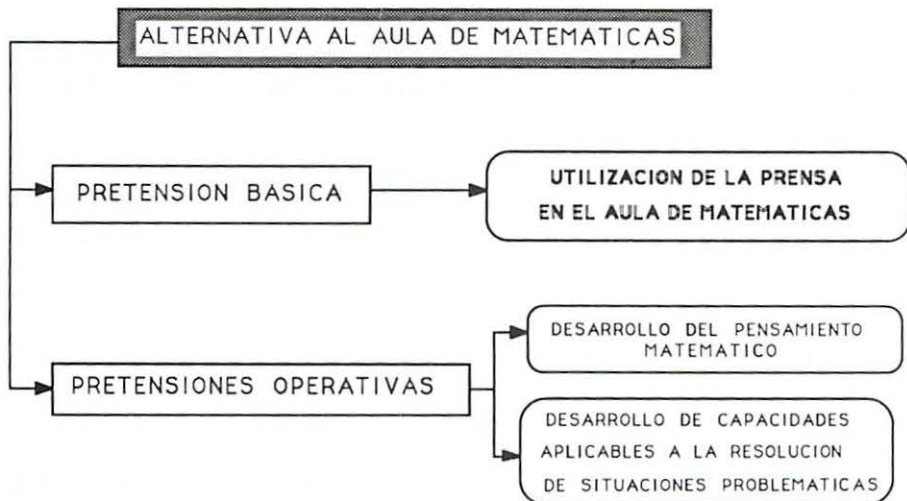 ALTERNATIVA AL AULA DE MATEMATICAS
PRETENSION BASICA
UTILIZACION DE LA PRENSA
EN EL AULA DE MATEMATICAS
PRETENSIONES OPERATIVAS
DESARROLLO DEL PENSAMIENTO
MATEMATICO
DESARROLLO DE CAPACIDADES
APLICABLES A LA RESOLUCION
DE SITUACIONES PROBLEMATICAS